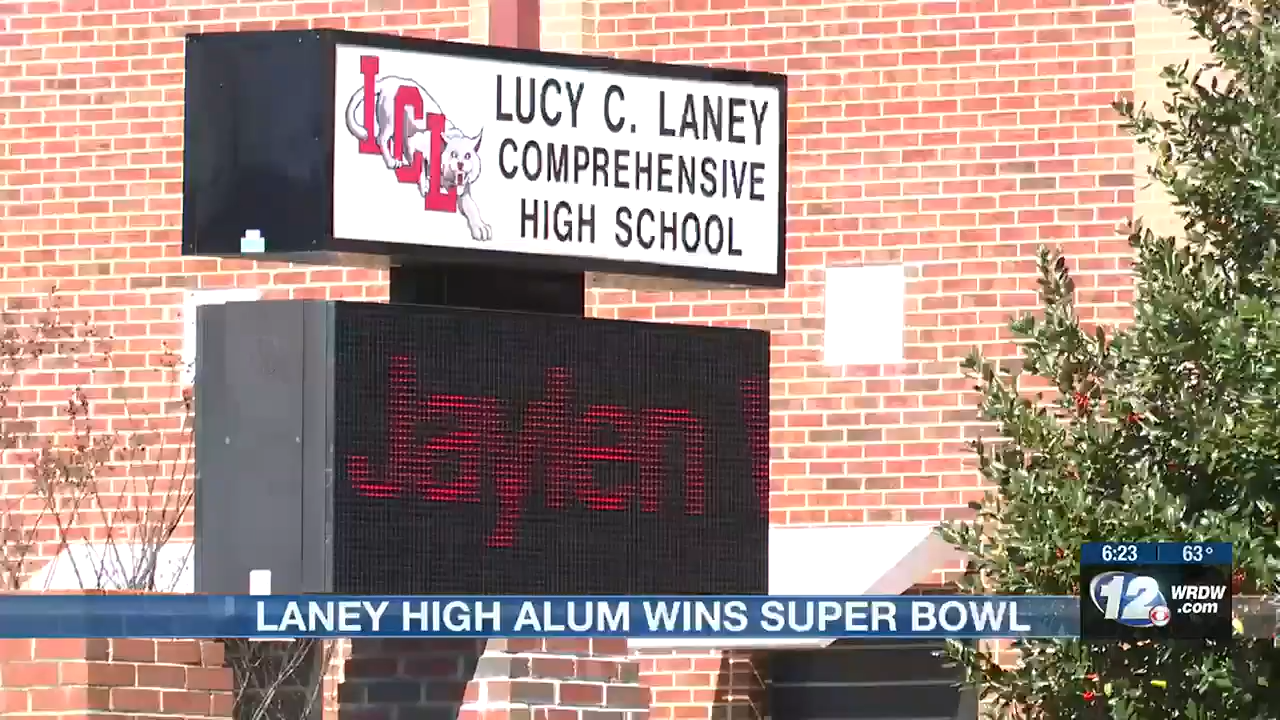 LCL
LUCY C. LANEY
COMPREHENSIVE
HIGH SCHOOL
Jaylen
6:23 63°
12 WRDW
.com
LANEY HIGH ALUM WINS SUPER BOWL